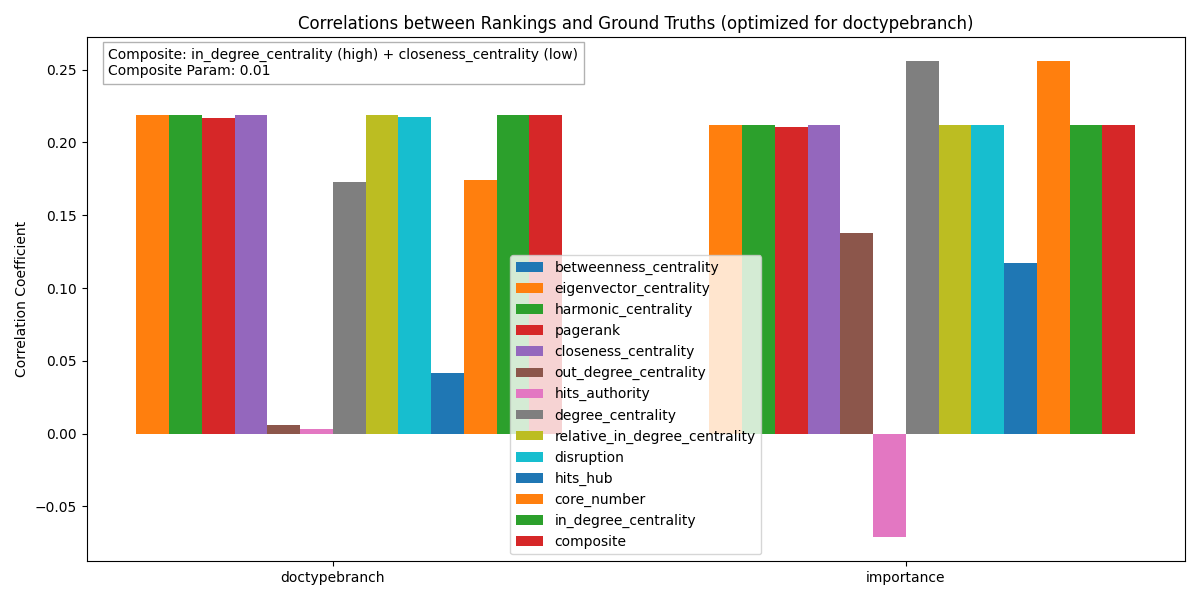 Correlations between Rankings and Ground Truths (optimized for doctypebranch)
Composite: in_degree_centrality (high) + closeness_centrality (low)
Composite Param: 0.01
Correlation Coefficient
0.25
0.20
0.15
0.10
0.05
0.00
−0.05
betweenness_centrality
eigenvector_centrality
harmonic_centrality
pagerank
closeness_centrality
out_degree_centrality
hits_authority
degree_centrality
relative_in_degree_centrality
disruption
hits_hub
core_number
in_degree_centrality
composite
doctypebranch
importance